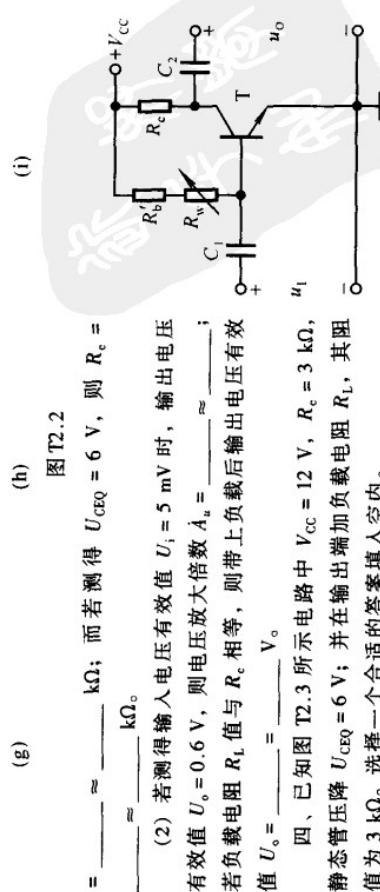 (g) (h) (i)
图T2.2
= ______ ≈ ______ kΩ；而若测得 U_CEQ = 6 V，则 R_c =
______ ≈ ______ kΩ。
(2) 若测得输入电压有效值 U_i = 5 mV 时，输出电压
有效值 U_o = 0.6 V，则电压放大倍数 Ȧ_u = ______ ≈ ______；
若负载电阻 R_L 值与 R_c 相等，则带上负载后输出电压有效
值 U_o = ______ = ______ V。
四、已知图 T2.3 所示电路中 V_CC = 12 V，R_c = 3 kΩ，
静态管压降 U_CEQ = 6 V；并在输出端加负载电阻 R_L，其阻
值为 3 kΩ。选择一个合适的答案填入空内。
+V_CC
R_b'
R_c
C_2
+
R_w
T
C_1
+
u_I
u_O
−
−